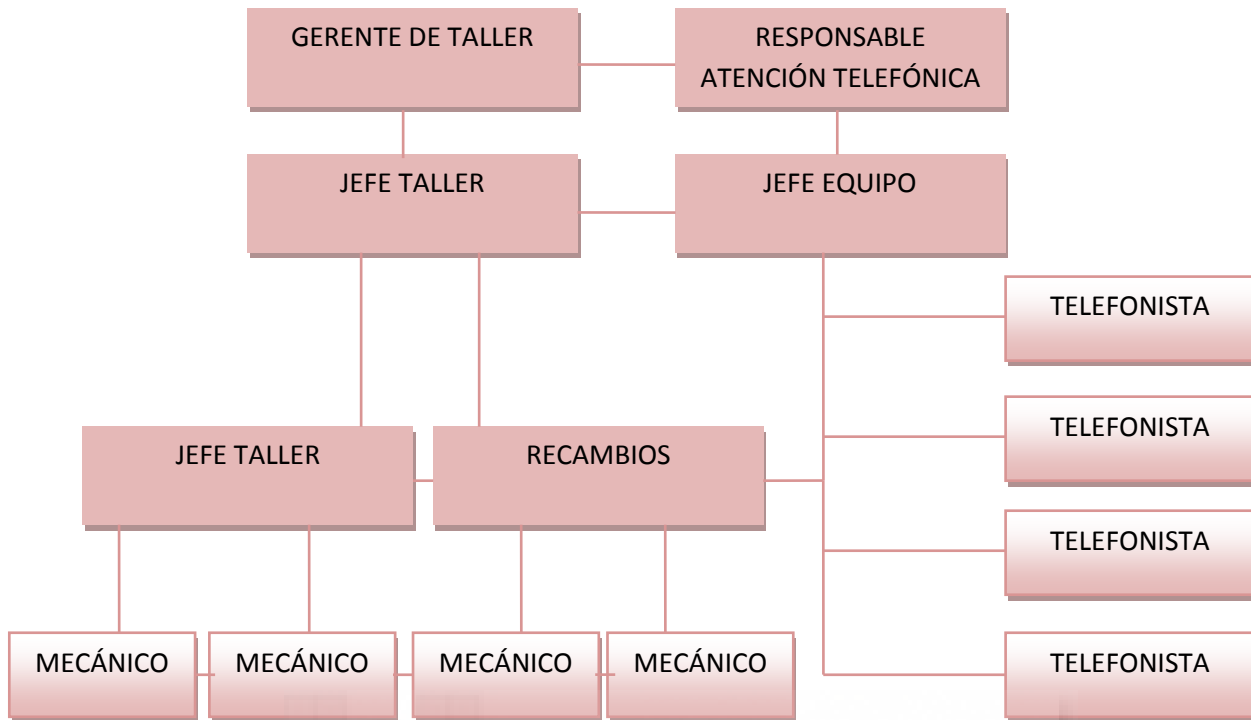 GERENTE DE TALLER
RESPONSABLE
ATENCIÓN TELEFÓNICA
JEFE TALLER
JEFE EQUIPO
TELEFONISTA
TELEFONISTA
JEFE TALLER
RECAMBIOS
TELEFONISTA
MECÁNICO
MECÁNICO
MECÁNICO
MECÁNICO
TELEFONISTA